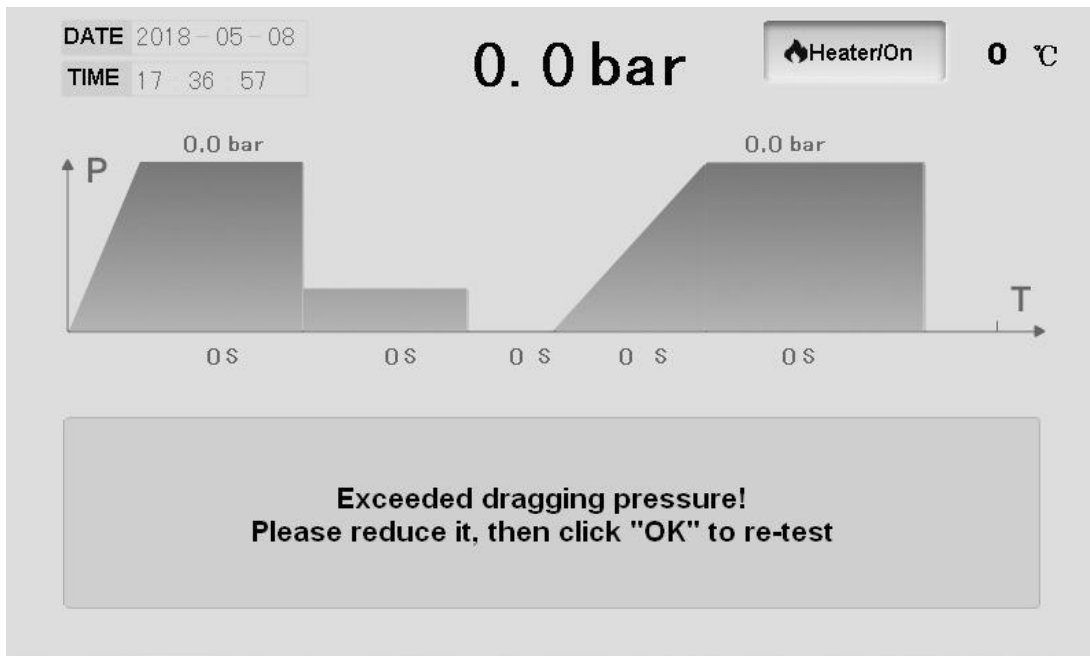 DATE 2018-05-08
TIME 17 36 57
0.0 bar
Heater/On
0 ℃
0.0 bar
0.0 bar
P
T
0 S
0 S
0 S
0 S
0 S
Exceeded dragging pressure!
Please reduce it, then click "OK" to re-test